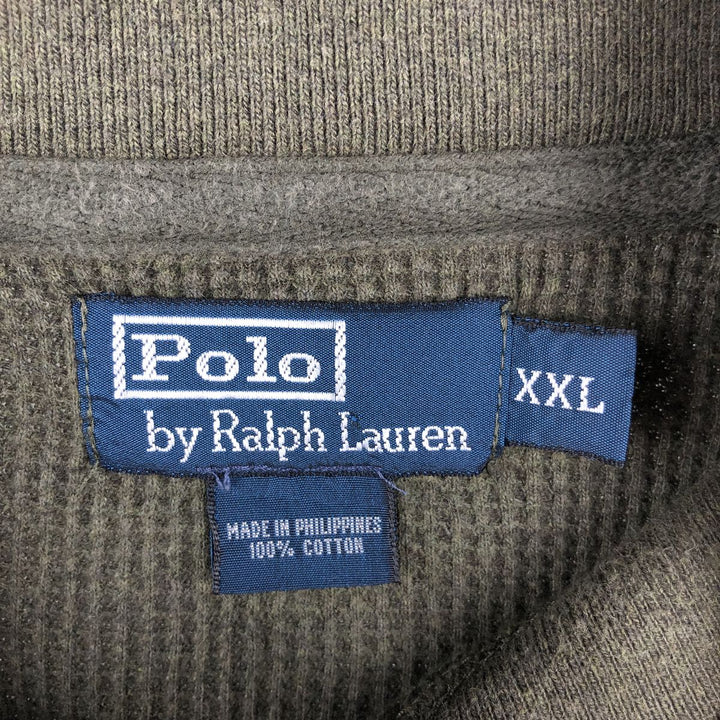 Polo
by Ralph Lauren
XXL
MADE IN PHILIPPINES
100% COTTON